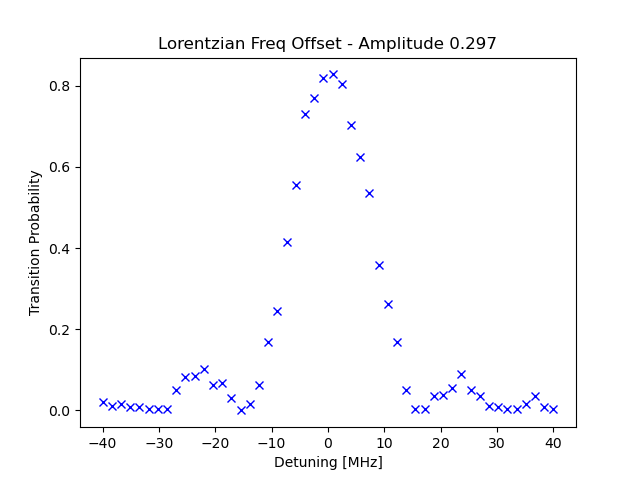 Lorentzian Freq Offset - Amplitude 0.297
Transition Probability
0.8
0.6
0.4
0.2
0.0
−40 −30 −20 −10 0 10 20 30 40
Detuning [MHz]